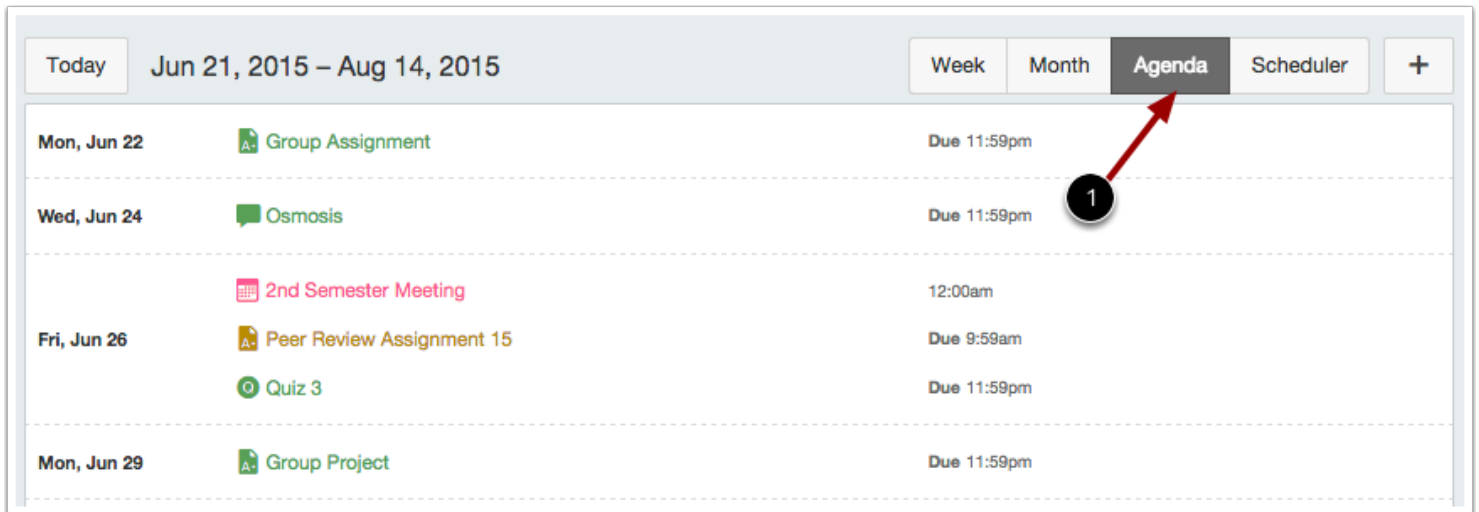 Today Jun 21, 2015 – Aug 14, 2015 Week Month Agenda Scheduler +
Mon, Jun 22 A+ Group Assignment Due 11:59pm
1
Wed, Jun 24 Osmosis Due 11:59pm
2nd Semester Meeting 12:00am
Fri, Jun 26 A+ Peer Review Assignment 15 Due 9:59am
Q Quiz 3 Due 11:59pm
Mon, Jun 29 A+ Group Project Due 11:59pm